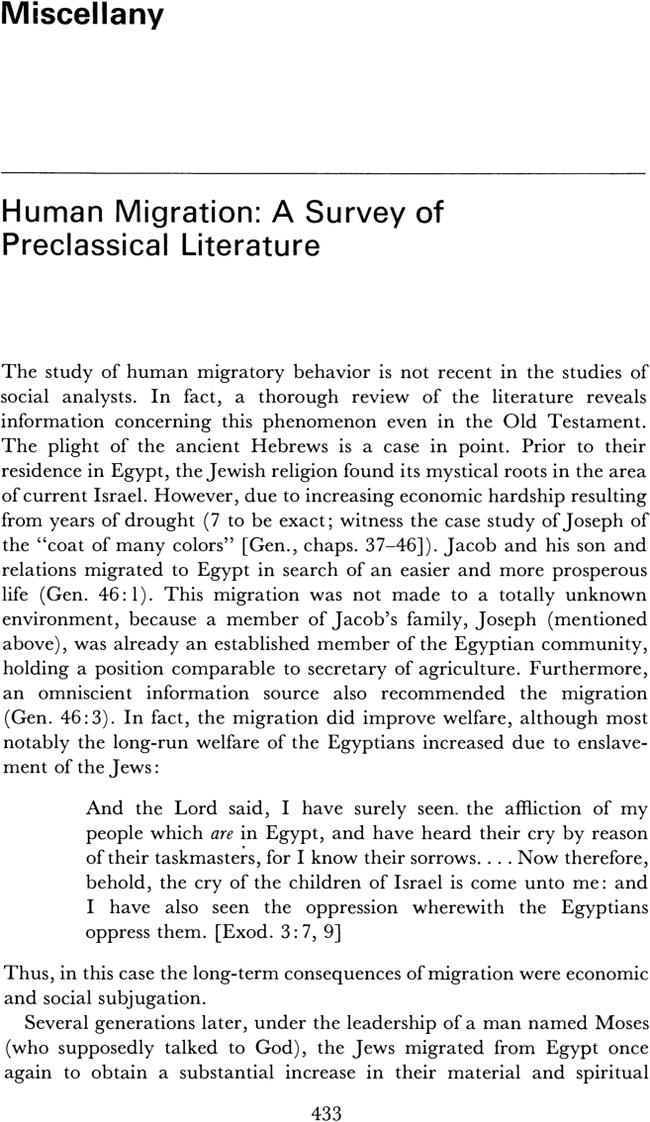 Miscellany
Human Migration: A Survey of
Preclassical Literature
The study of human migratory behavior is not recent in the studies of
social analysts. In fact, a thorough review of the literature reveals
information concerning this phenomenon even in the Old Testament.
The plight of the ancient Hebrews is a case in point. Prior to their
residence in Egypt, the Jewish religion found its mystical roots in the area
of current Israel. However, due to increasing economic hardship resulting
from years of drought (7 to be exact; witness the case study of Joseph of
the “coat of many colors” [Gen., chaps. 37–46]). Jacob and his son and
relations migrated to Egypt in search of an easier and more prosperous
life (Gen. 46:1). This migration was not made to a totally unknown
environment, because a member of Jacob’s family, Joseph (mentioned
above), was already an established member of the Egyptian community,
holding a position comparable to secretary of agriculture. Furthermore,
an omniscient information source also recommended the migration
(Gen. 46:3). In fact, the migration did improve welfare, although most
notably the long-run welfare of the Egyptians increased due to enslave-
ment of the Jews:
And the Lord said, I have surely seen. the affliction of my
people which are in Egypt, and have heard their cry by reason
of their taskmasters, for I know their sorrows. . . . Now therefore,
behold, the cry of the children of Israel is come unto me: and
I have also seen the oppression wherewith the Egyptians
oppress them. [Exod. 3:7, 9]
Thus, in this case the long-term consequences of migration were economic
and social subjugation.
Several generations later, under the leadership of a man named Moses
(who supposedly talked to God), the Jews migrated from Egypt once
again to obtain a substantial increase in their material and spiritual
433